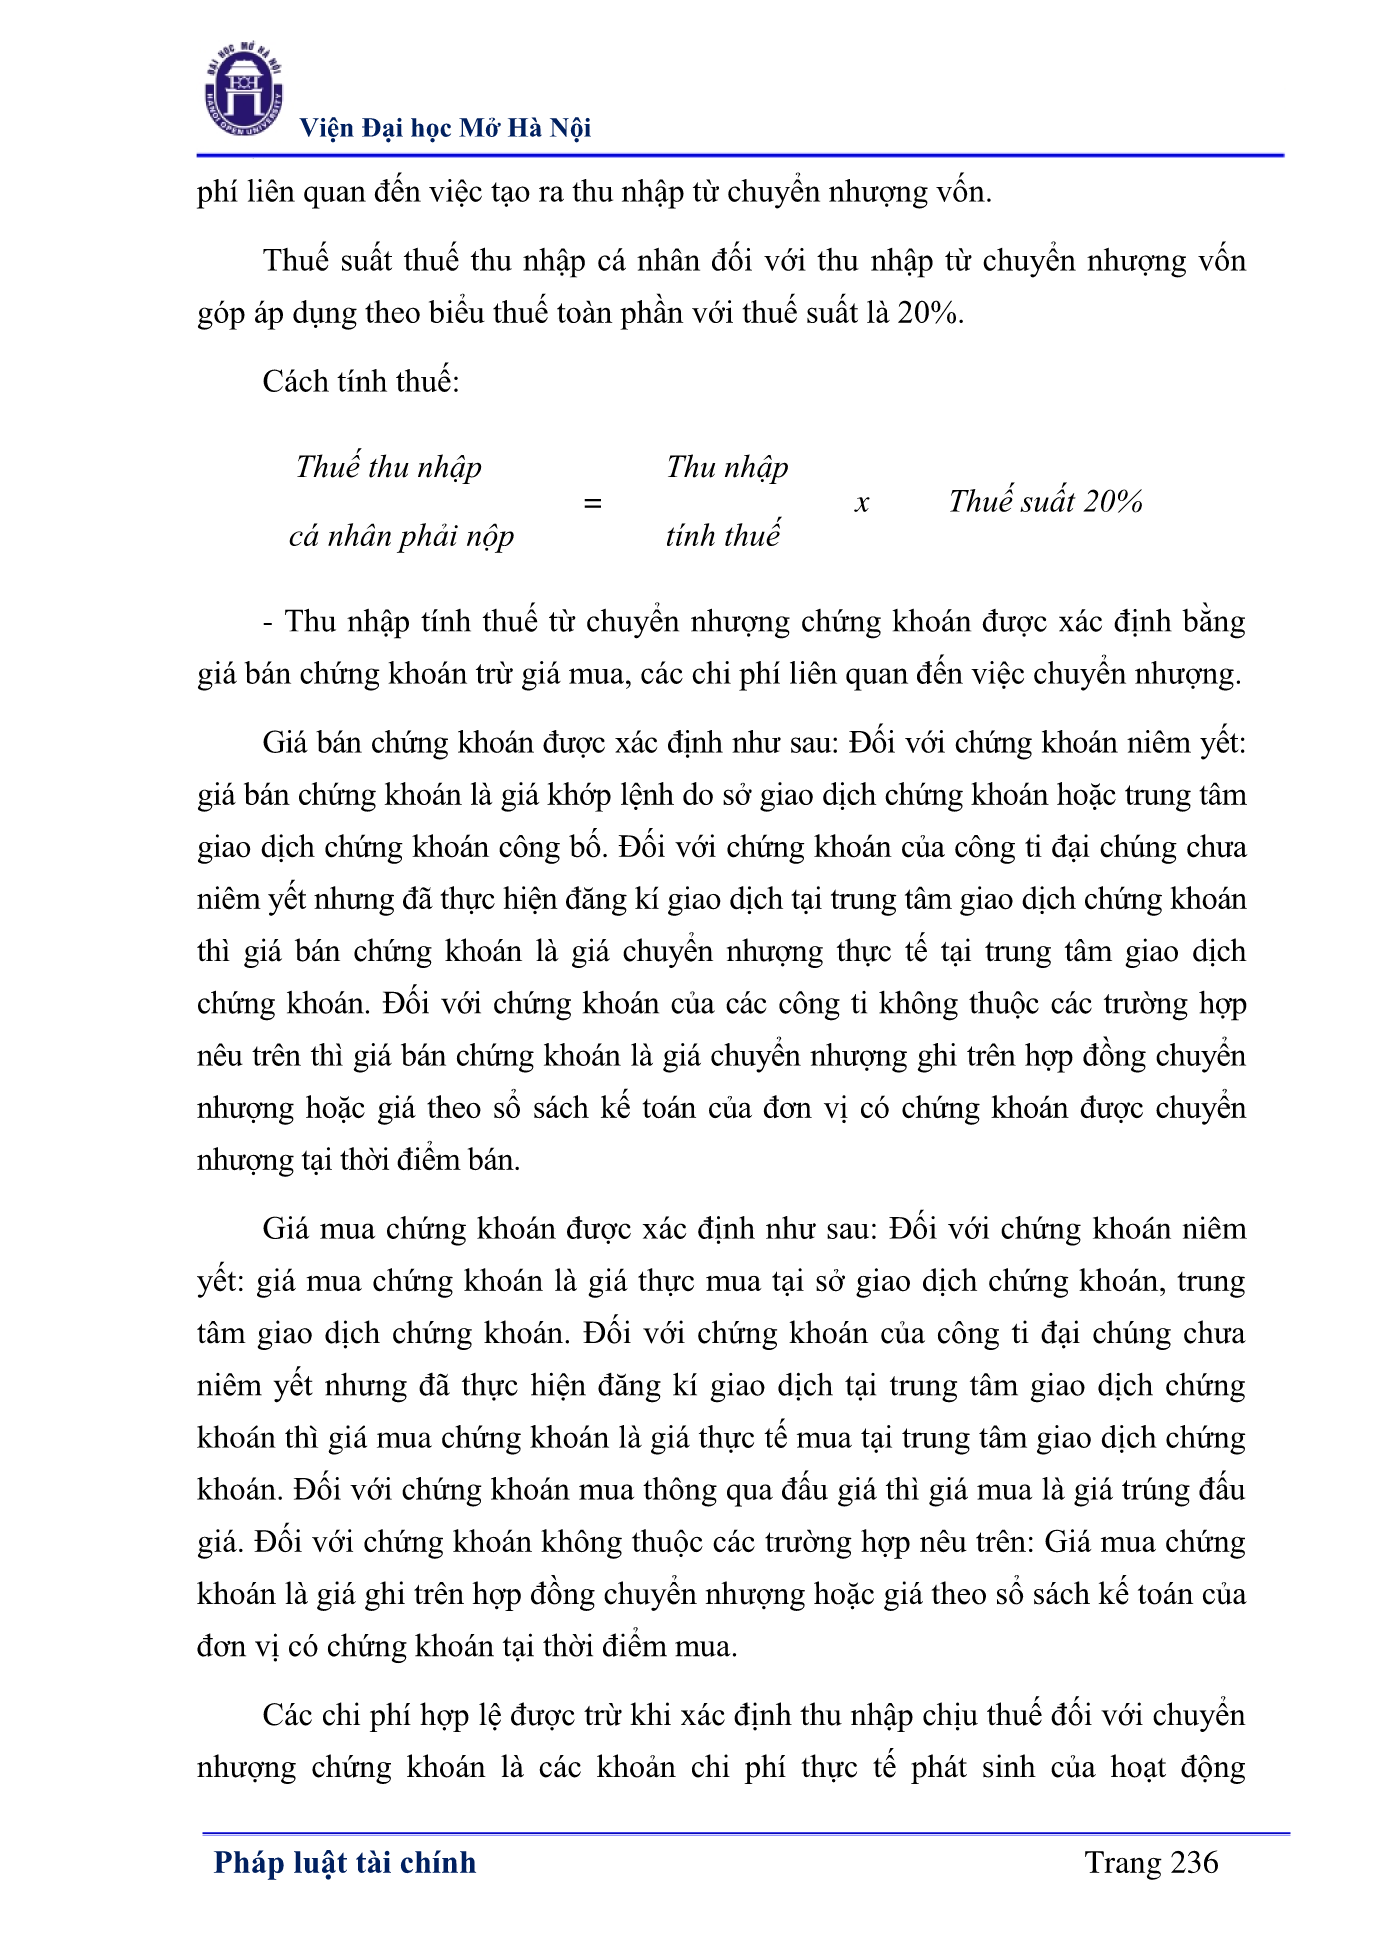 ĐẠI HỌC MỞ HÀ NỘI
HANOI OPEN UNIVERSITY
Viện Đại học Mở Hà Nội
phí liên quan đến việc tạo ra thu nhập từ chuyển nhượng vốn.
Thuế suất thuế thu nhập cá nhân đối với thu nhập từ chuyển nhượng vốn
góp áp dụng theo biểu thuế toàn phần với thuế suất là 20%.
Cách tính thuế:
Thuế thu nhập
cá nhân phải nộp
=
Thu nhập
tính thuế
x
Thuế suất 20%
- Thu nhập tính thuế từ chuyển nhượng chứng khoán được xác định bằng
giá bán chứng khoán trừ giá mua, các chi phí liên quan đến việc chuyển nhượng.
Giá bán chứng khoán được xác định như sau: Đối với chứng khoán niêm yết:
giá bán chứng khoán là giá khớp lệnh do sở giao dịch chứng khoán hoặc trung tâm
giao dịch chứng khoán công bố. Đối với chứng khoán của công ti đại chúng chưa
niêm yết nhưng đã thực hiện đăng kí giao dịch tại trung tâm giao dịch chứng khoán
thì giá bán chứng khoán là giá chuyển nhượng thực tế tại trung tâm giao dịch
chứng khoán. Đối với chứng khoán của các công ti không thuộc các trường hợp
nêu trên thì giá bán chứng khoán là giá chuyển nhượng ghi trên hợp đồng chuyển
nhượng hoặc giá theo sổ sách kế toán của đơn vị có chứng khoán được chuyển
nhượng tại thời điểm bán.
Giá mua chứng khoán được xác định như sau: Đối với chứng khoán niêm
yết: giá mua chứng khoán là giá thực mua tại sở giao dịch chứng khoán, trung
tâm giao dịch chứng khoán. Đối với chứng khoán của công ti đại chúng chưa
niêm yết nhưng đã thực hiện đăng kí giao dịch tại trung tâm giao dịch chứng
khoán thì giá mua chứng khoán là giá thực tế mua tại trung tâm giao dịch chứng
khoán. Đối với chứng khoán mua thông qua đấu giá thì giá mua là giá trúng đấu
giá. Đối với chứng khoán không thuộc các trường hợp nêu trên: Giá mua chứng
khoán là giá ghi trên hợp đồng chuyển nhượng hoặc giá theo sổ sách kế toán của
đơn vị có chứng khoán tại thời điểm mua.
Các chi phí hợp lệ được trừ khi xác định thu nhập chịu thuế đối với chuyển
nhượng chứng khoán là các khoản chi phí thực tế phát sinh của hoạt động
Pháp luật tài chính
Trang 236